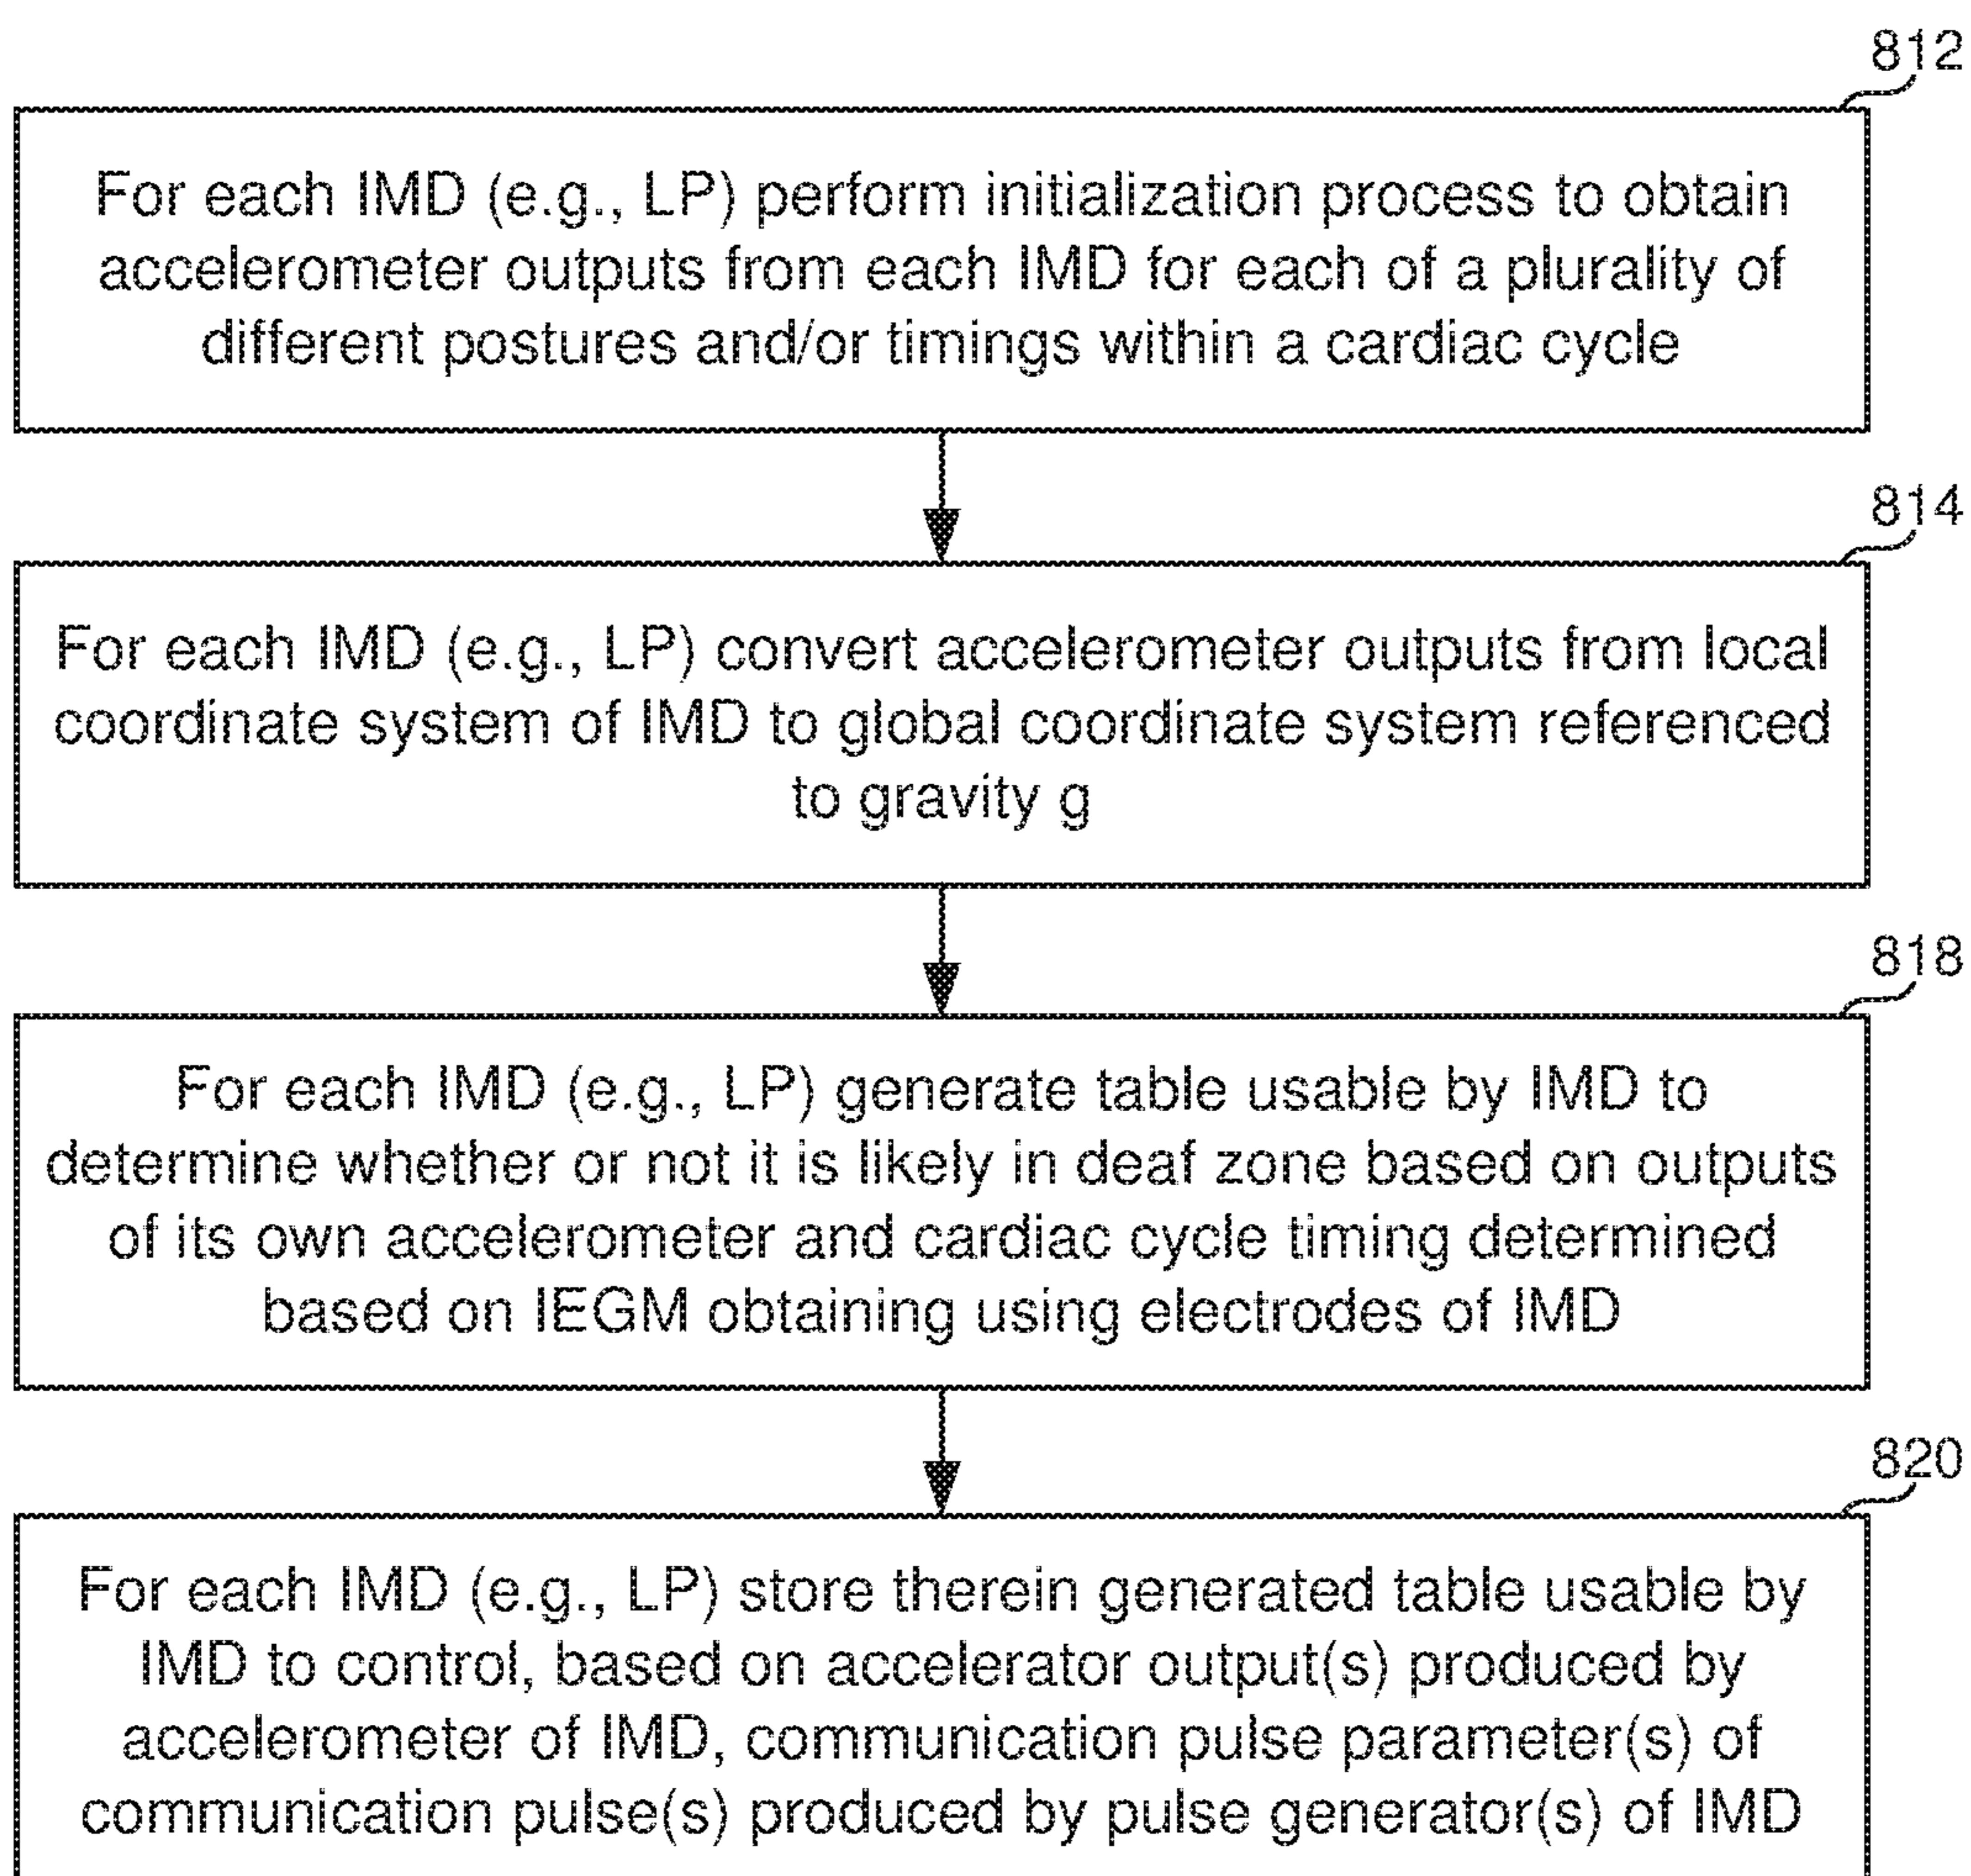 812
For each IMD (e.g., LP) perform initialization process to obtain
accelerometer outputs from each IMD for each of a plurality of
different postures and/or timings within a cardiac cycle
814
For each IMD (e.g., LP) convert accelerometer outputs from local
coordinate system of IMD to global coordinate system referenced
to gravity g
818
For each IMD (e.g., LP) generate table usable by IMD to
determine whether or not it is likely in deaf zone based on outputs
of its own accelerometer and cardiac cycle timing determined
based on IEGM obtaining using electrodes of IMD
820
For each IMD (e.g., LP) store therein generated table usable by
IMD to control, based on accelerator output(s) produced by
accelerometer of IMD, communication pulse parameter(s) of
communication pulse(s) produced by pulse generator(s) of IMD